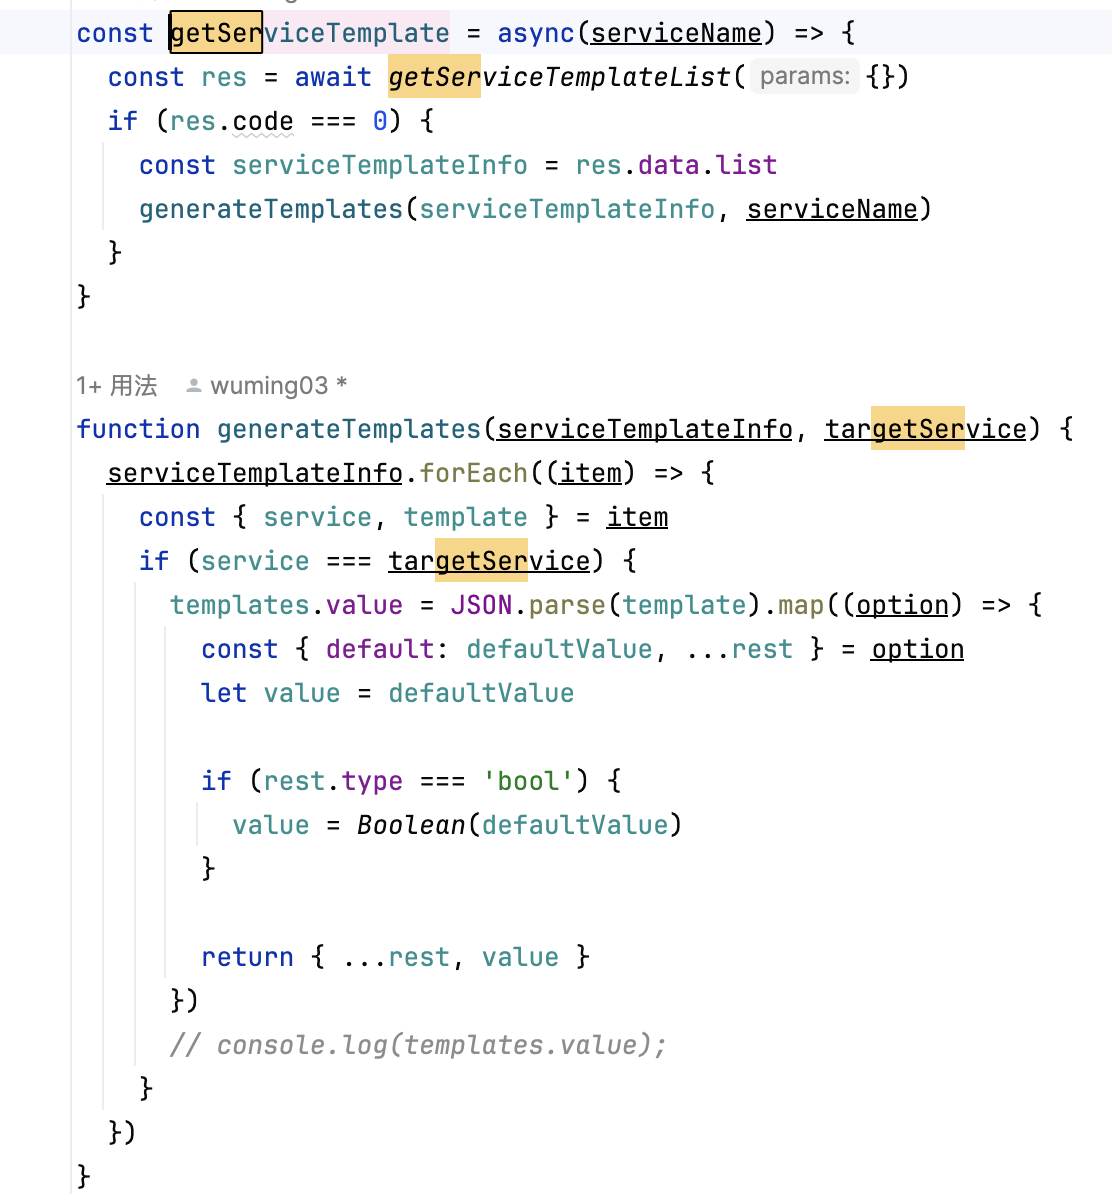 const getServiceTemplate = async(serviceName) => {
const res = await getServiceTemplateList( params: {})
if (res.code === 0) {
const serviceTemplateInfo = res.data.list
generateTemplates(serviceTemplateInfo, serviceName)
}
}
1+ 用法 wuming03 *
function generateTemplates(serviceTemplateInfo, targetService) {
serviceTemplateInfo.forEach((item) => {
const { service, template } = item
if (service === targetService) {
templates.value = JSON.parse(template).map((option) => {
const { default: defaultValue, ...rest } = option
let value = defaultValue
if (rest.type === 'bool') {
value = Boolean(defaultValue)
}
return { ...rest, value }
})
// console.log(templates.value);
}
})
}